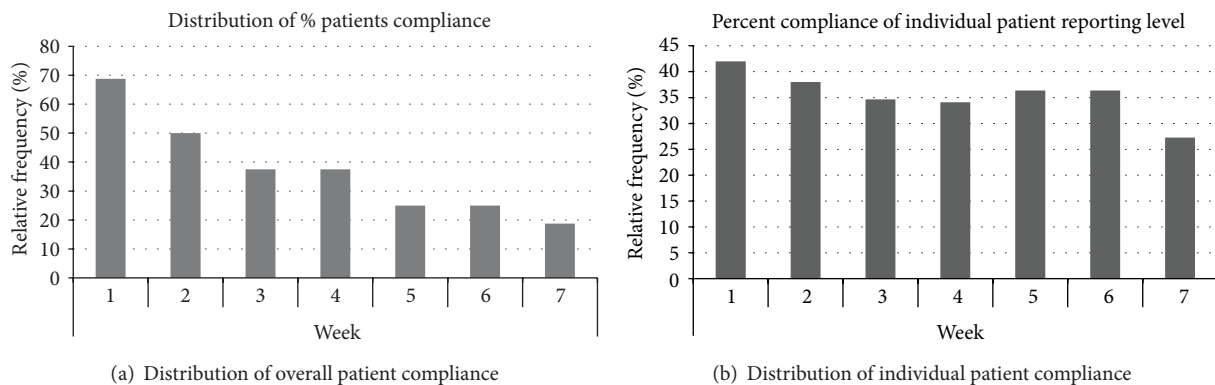 Distribution of % patients compliance
Relative frequency (%)
80
70
60
50
40
30
20
10
0
1 2 3 4 5 6 7
Week
(a) Distribution of overall patient compliance
Percent compliance of individual patient reporting level
Relative frequency (%)
45
40
35
30
25
20
15
10
5
0
1 2 3 4 5 6 7
Week
(b) Distribution of individual patient compliance